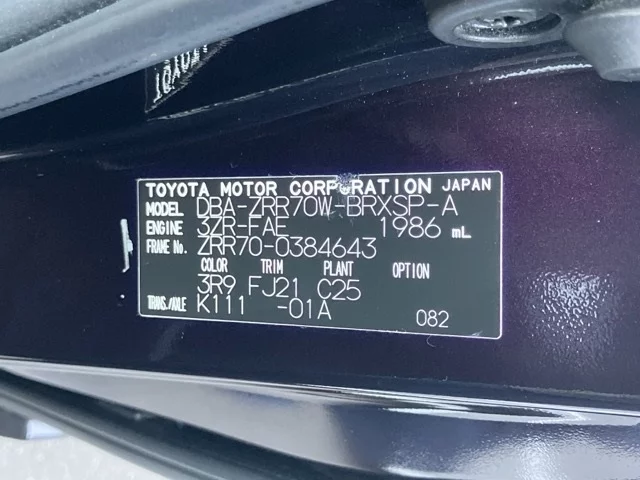 TOYOTA
TOYOTA MOTOR CORPORATION JAPAN
MODEL DBA-ZRR70W-BRXSP-A
ENGINE 3ZR-FAE 1986 mL
FRAME No. ZRR70-0384643
COLOR TRIM PLANT OPTION
3R9 FJ21 C25
TRANS./AXLE K111 -01A
082